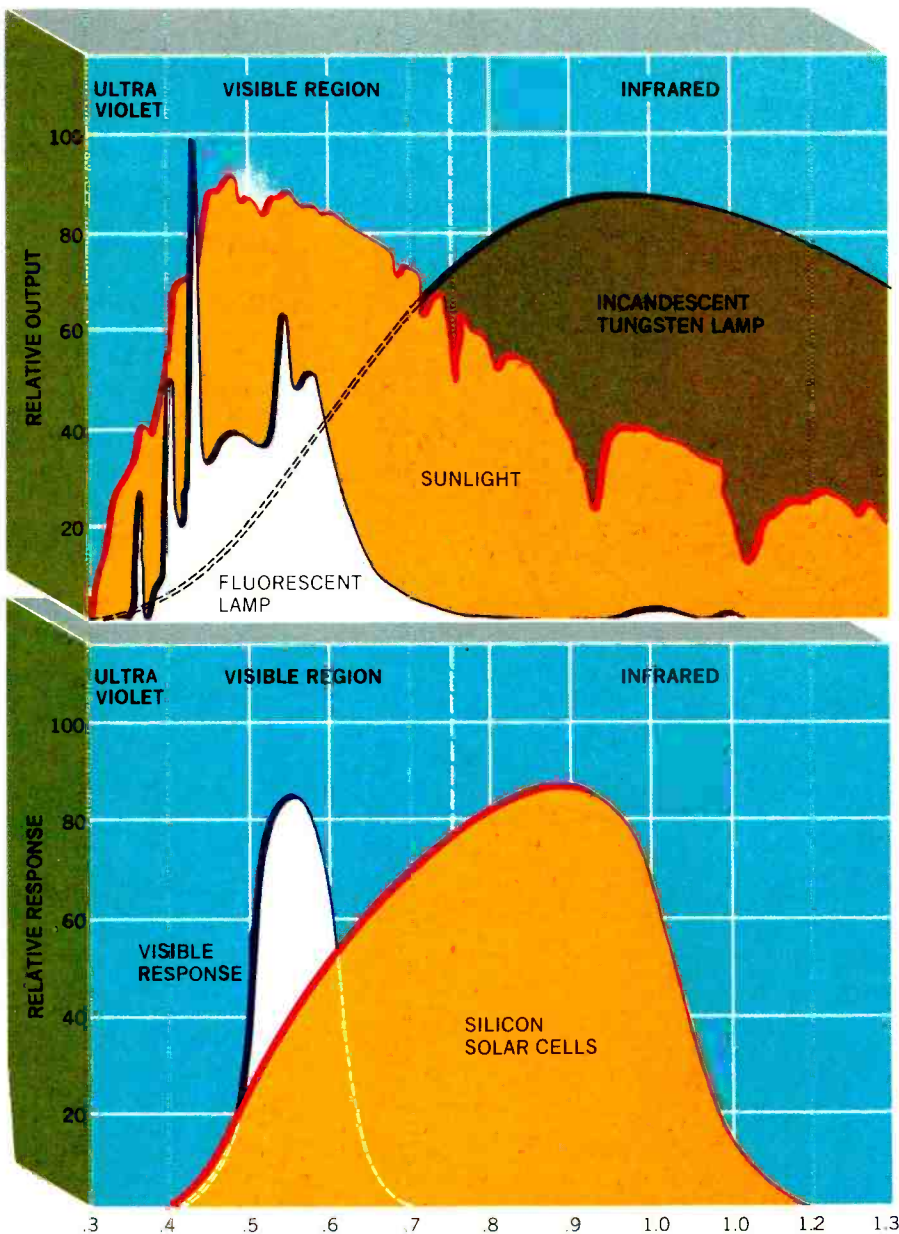 ULTRA
VIOLET
VISIBLE REGION
INFRARED
100
80
60
40
20
RELATIVE OUTPUT
INCANDESCENT
TUNGSTEN LAMP
SUNLIGHT
FLUORESCENT
LAMP
ULTRA
VIOLET
VISIBLE REGION
INFRARED
100
80
60
40
20
RELATIVE RESPONSE
VISIBLE
RESPONSE
SILICON
SOLAR CELLS
.3 .4 .5 .6 .7 .8 .9 1.0 1.0 1.2 1.3